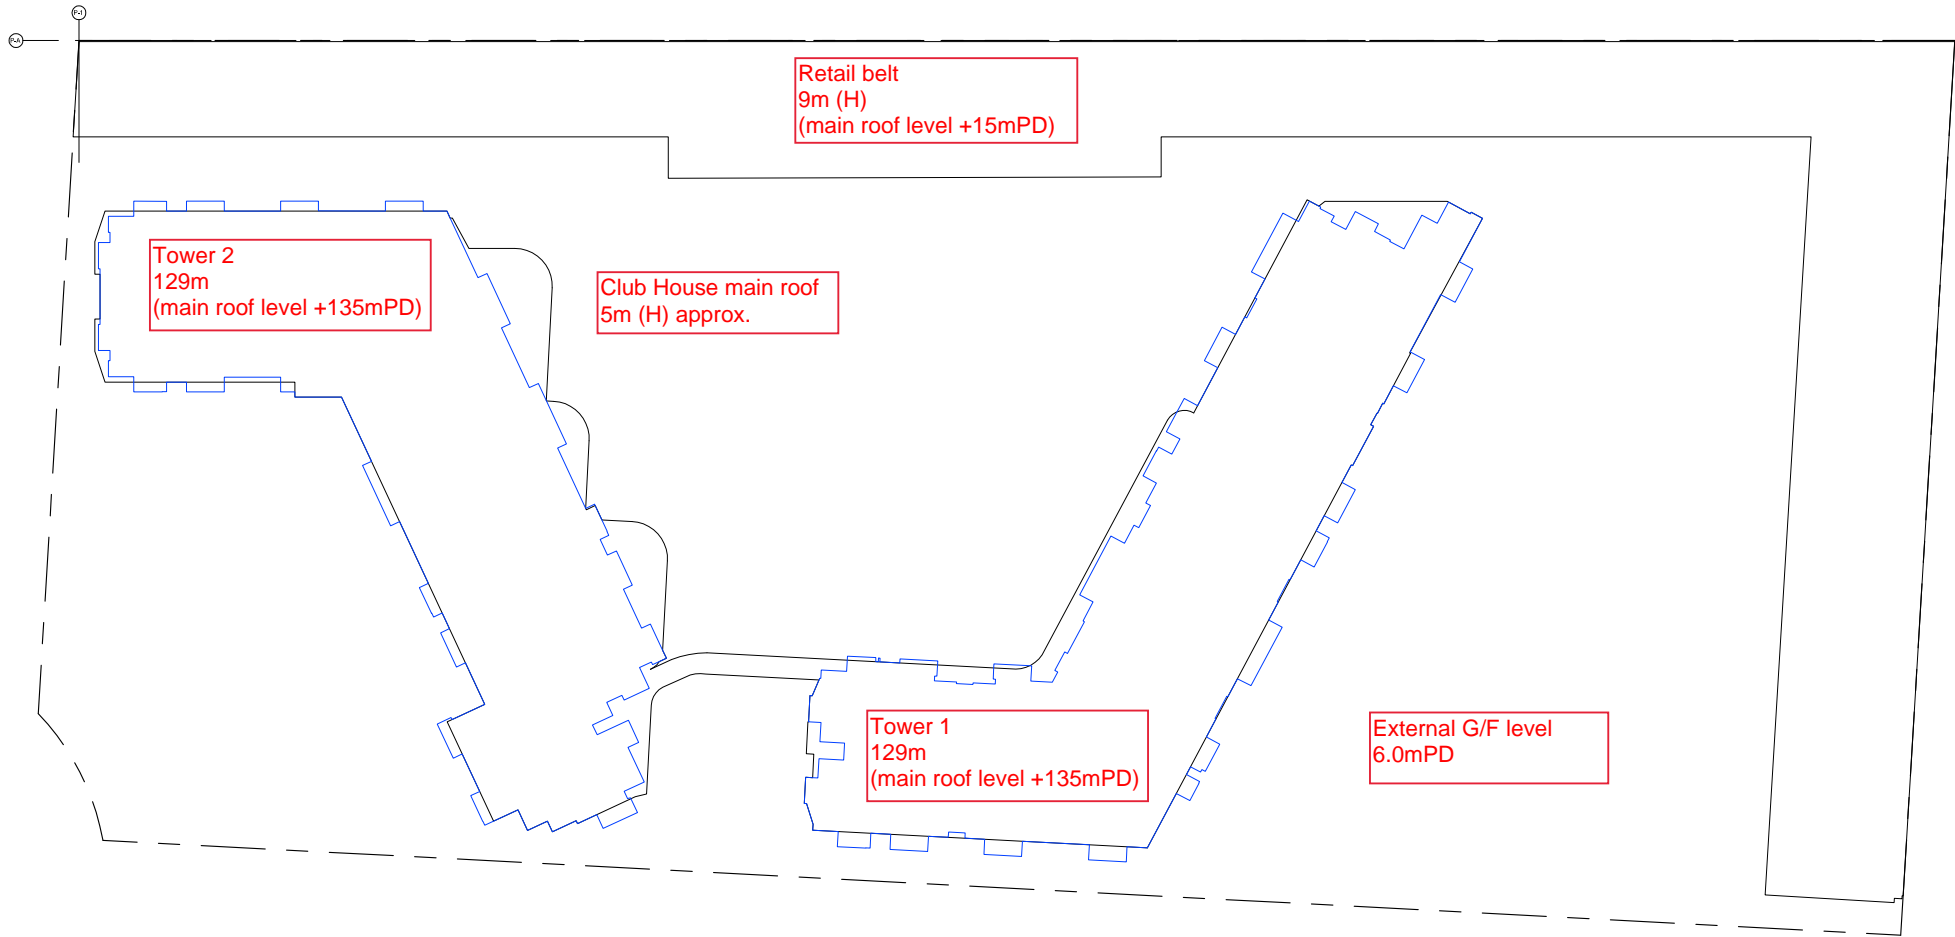 P-1
P-A
Retail belt
9m (H)
(main roof level +15mPD)
Tower 2
129m
(main roof level +135mPD)
Club House main roof
5m (H) approx.
Tower 1
129m
(main roof level +135mPD)
External G/F level
6.0mPD